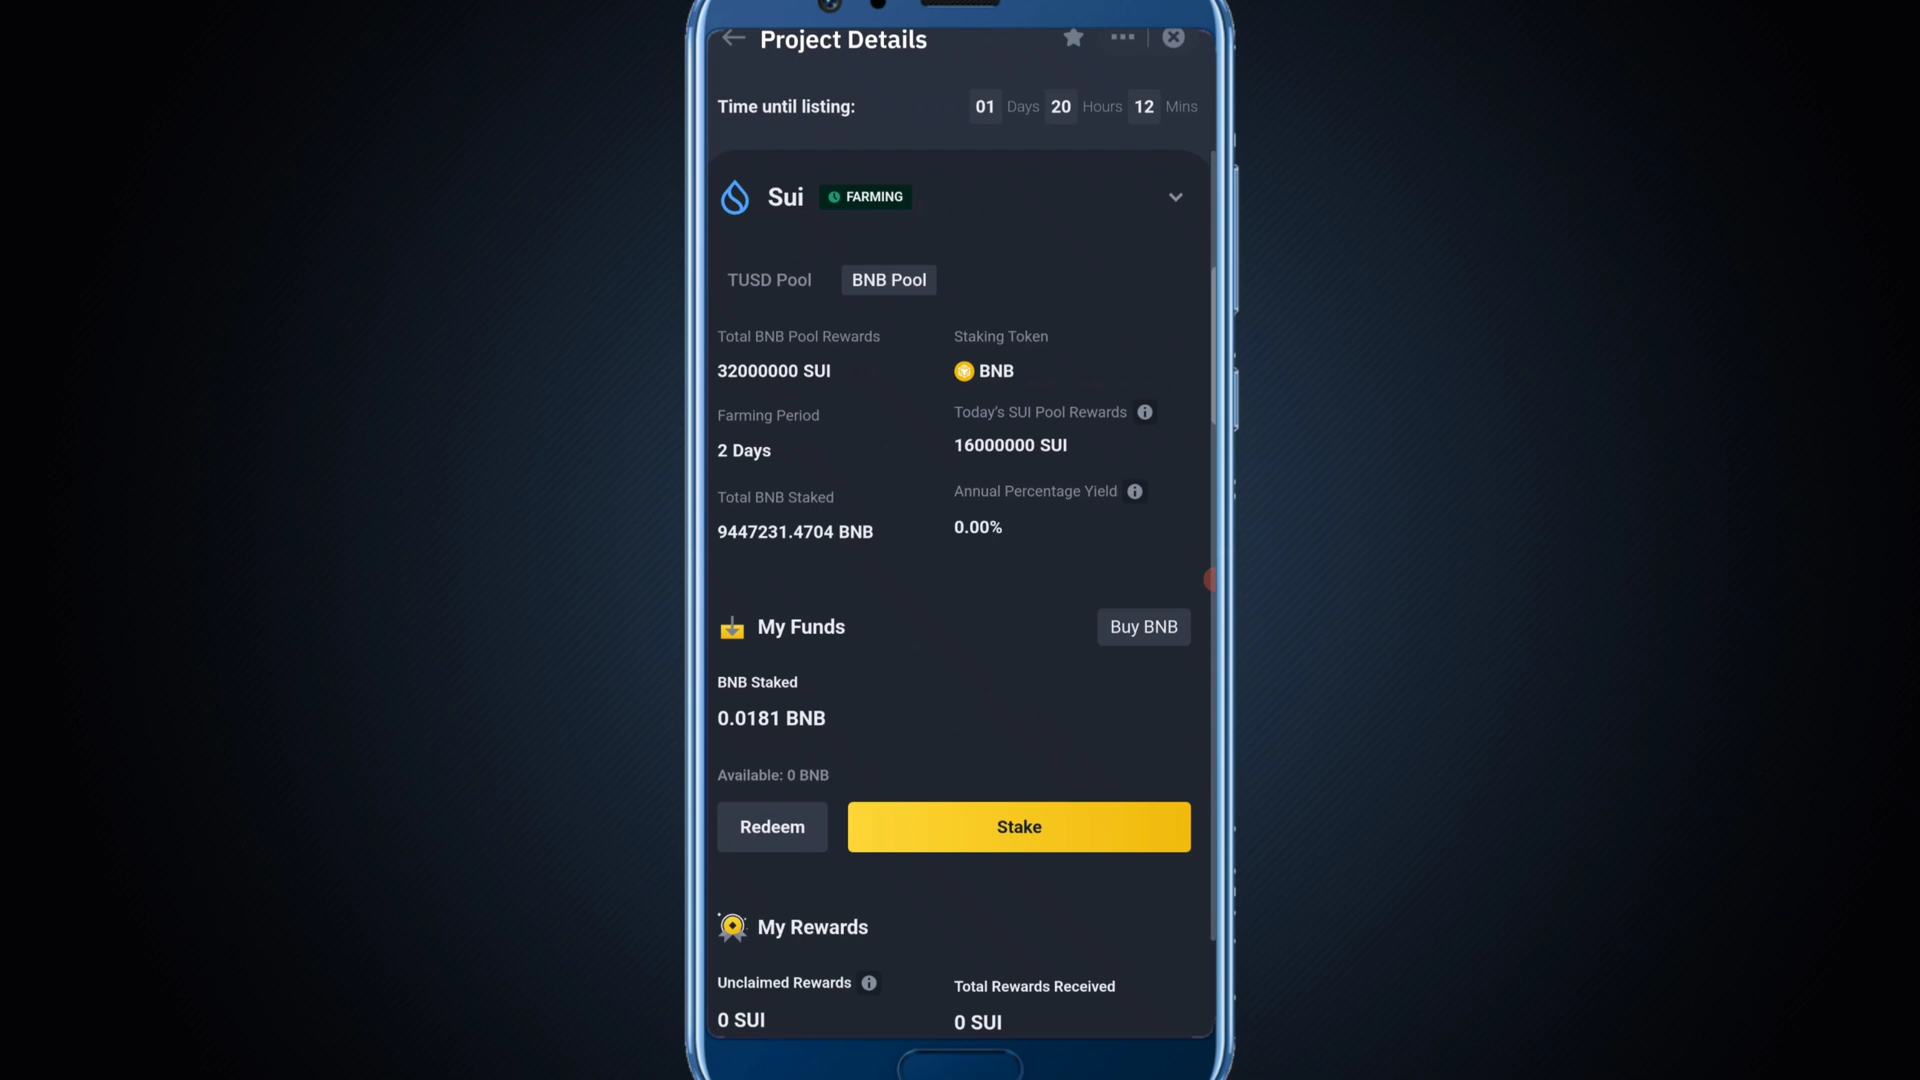 Project Details
Time until listing: 01 Days 20 Hours 12 Mins
Sui FARMING
TUSD Pool BNB Pool
Total BNB Pool Rewards Staking Token
32000000 SUI BNB
Farming Period Today's SUI Pool Rewards
2 Days 16000000 SUI
Total BNB Staked Annual Percentage Yield
9447231.4704 BNB 0.00%
My Funds Buy BNB
BNB Staked
0.0181 BNB
Available: 0 BNB
Redeem Stake
My Rewards
Unclaimed Rewards Total Rewards Received
0 SUI 0 SUI